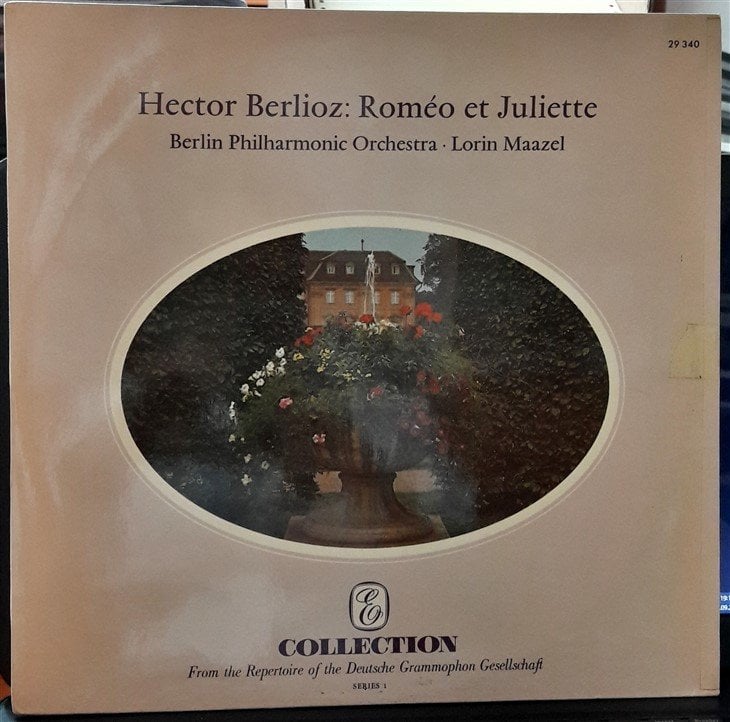 29 340
Hector Berlioz: Roméo et Juliette
Berlin Philharmonic Orchestra · Lorin Maazel
E
COLLECTION
From the Repertoire of the Deutsche Grammophon Gesellschaft
SERIES 1